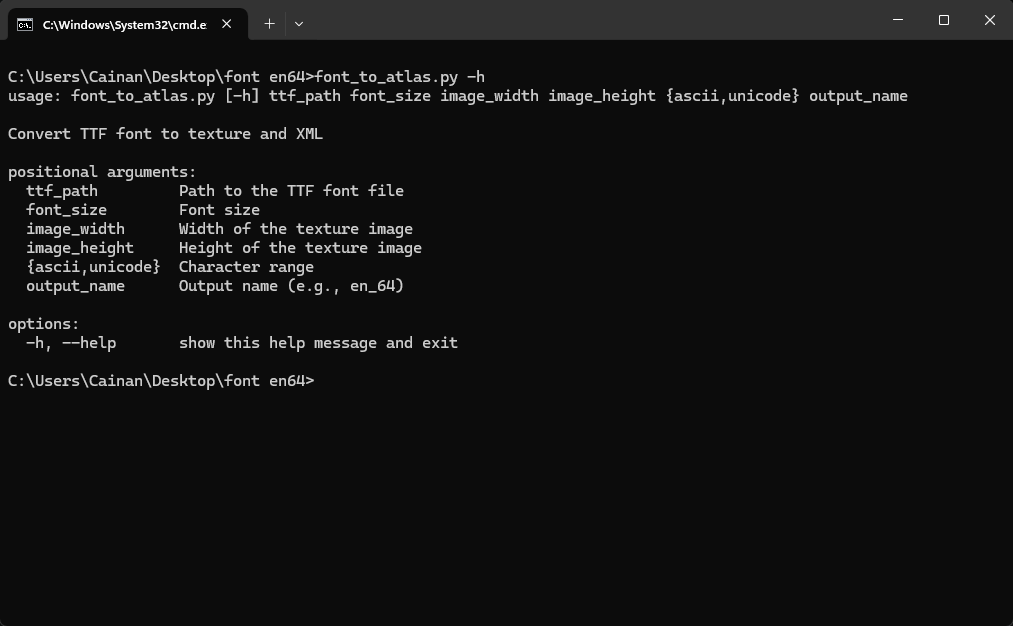 C:\Windows\System32\cmd.e
C:\Users\Cainan\Desktop\font en64>font_to_atlas.py -h
usage: font_to_atlas.py [-h] ttf_path font_size image_width image_height {ascii,unicode} output_name
Convert TTF font to texture and XML
positional arguments:
ttf_path Path to the TTF font file
font_size Font size
image_width Width of the texture image
image_height Height of the texture image
{ascii,unicode} Character range
output_name Output name (e.g., en_64)
options:
-h, --help show this help message and exit
C:\Users\Cainan\Desktop\font en64>